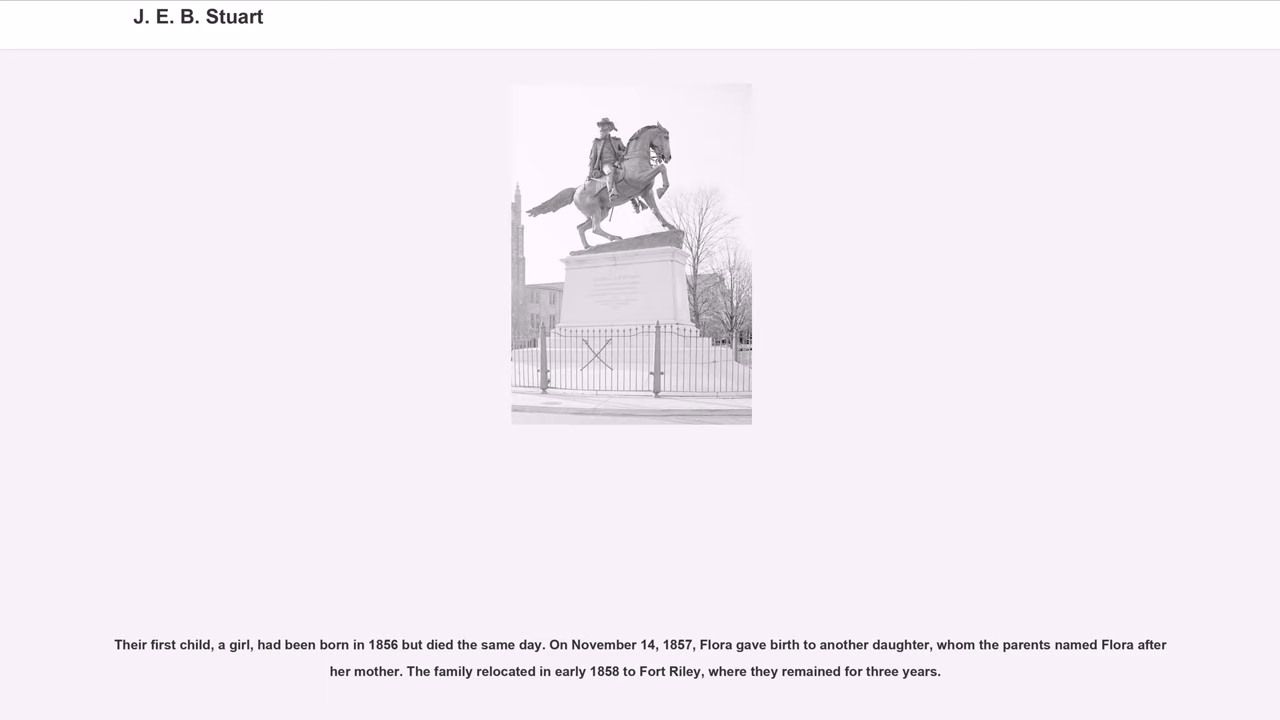 J. E. B. Stuart
Their first child, a girl, had been born in 1856 but died the same day. On November 14, 1857, Flora gave birth to another daughter, whom the parents named Flora after
her mother. The family relocated in early 1858 to Fort Riley, where they remained for three years.